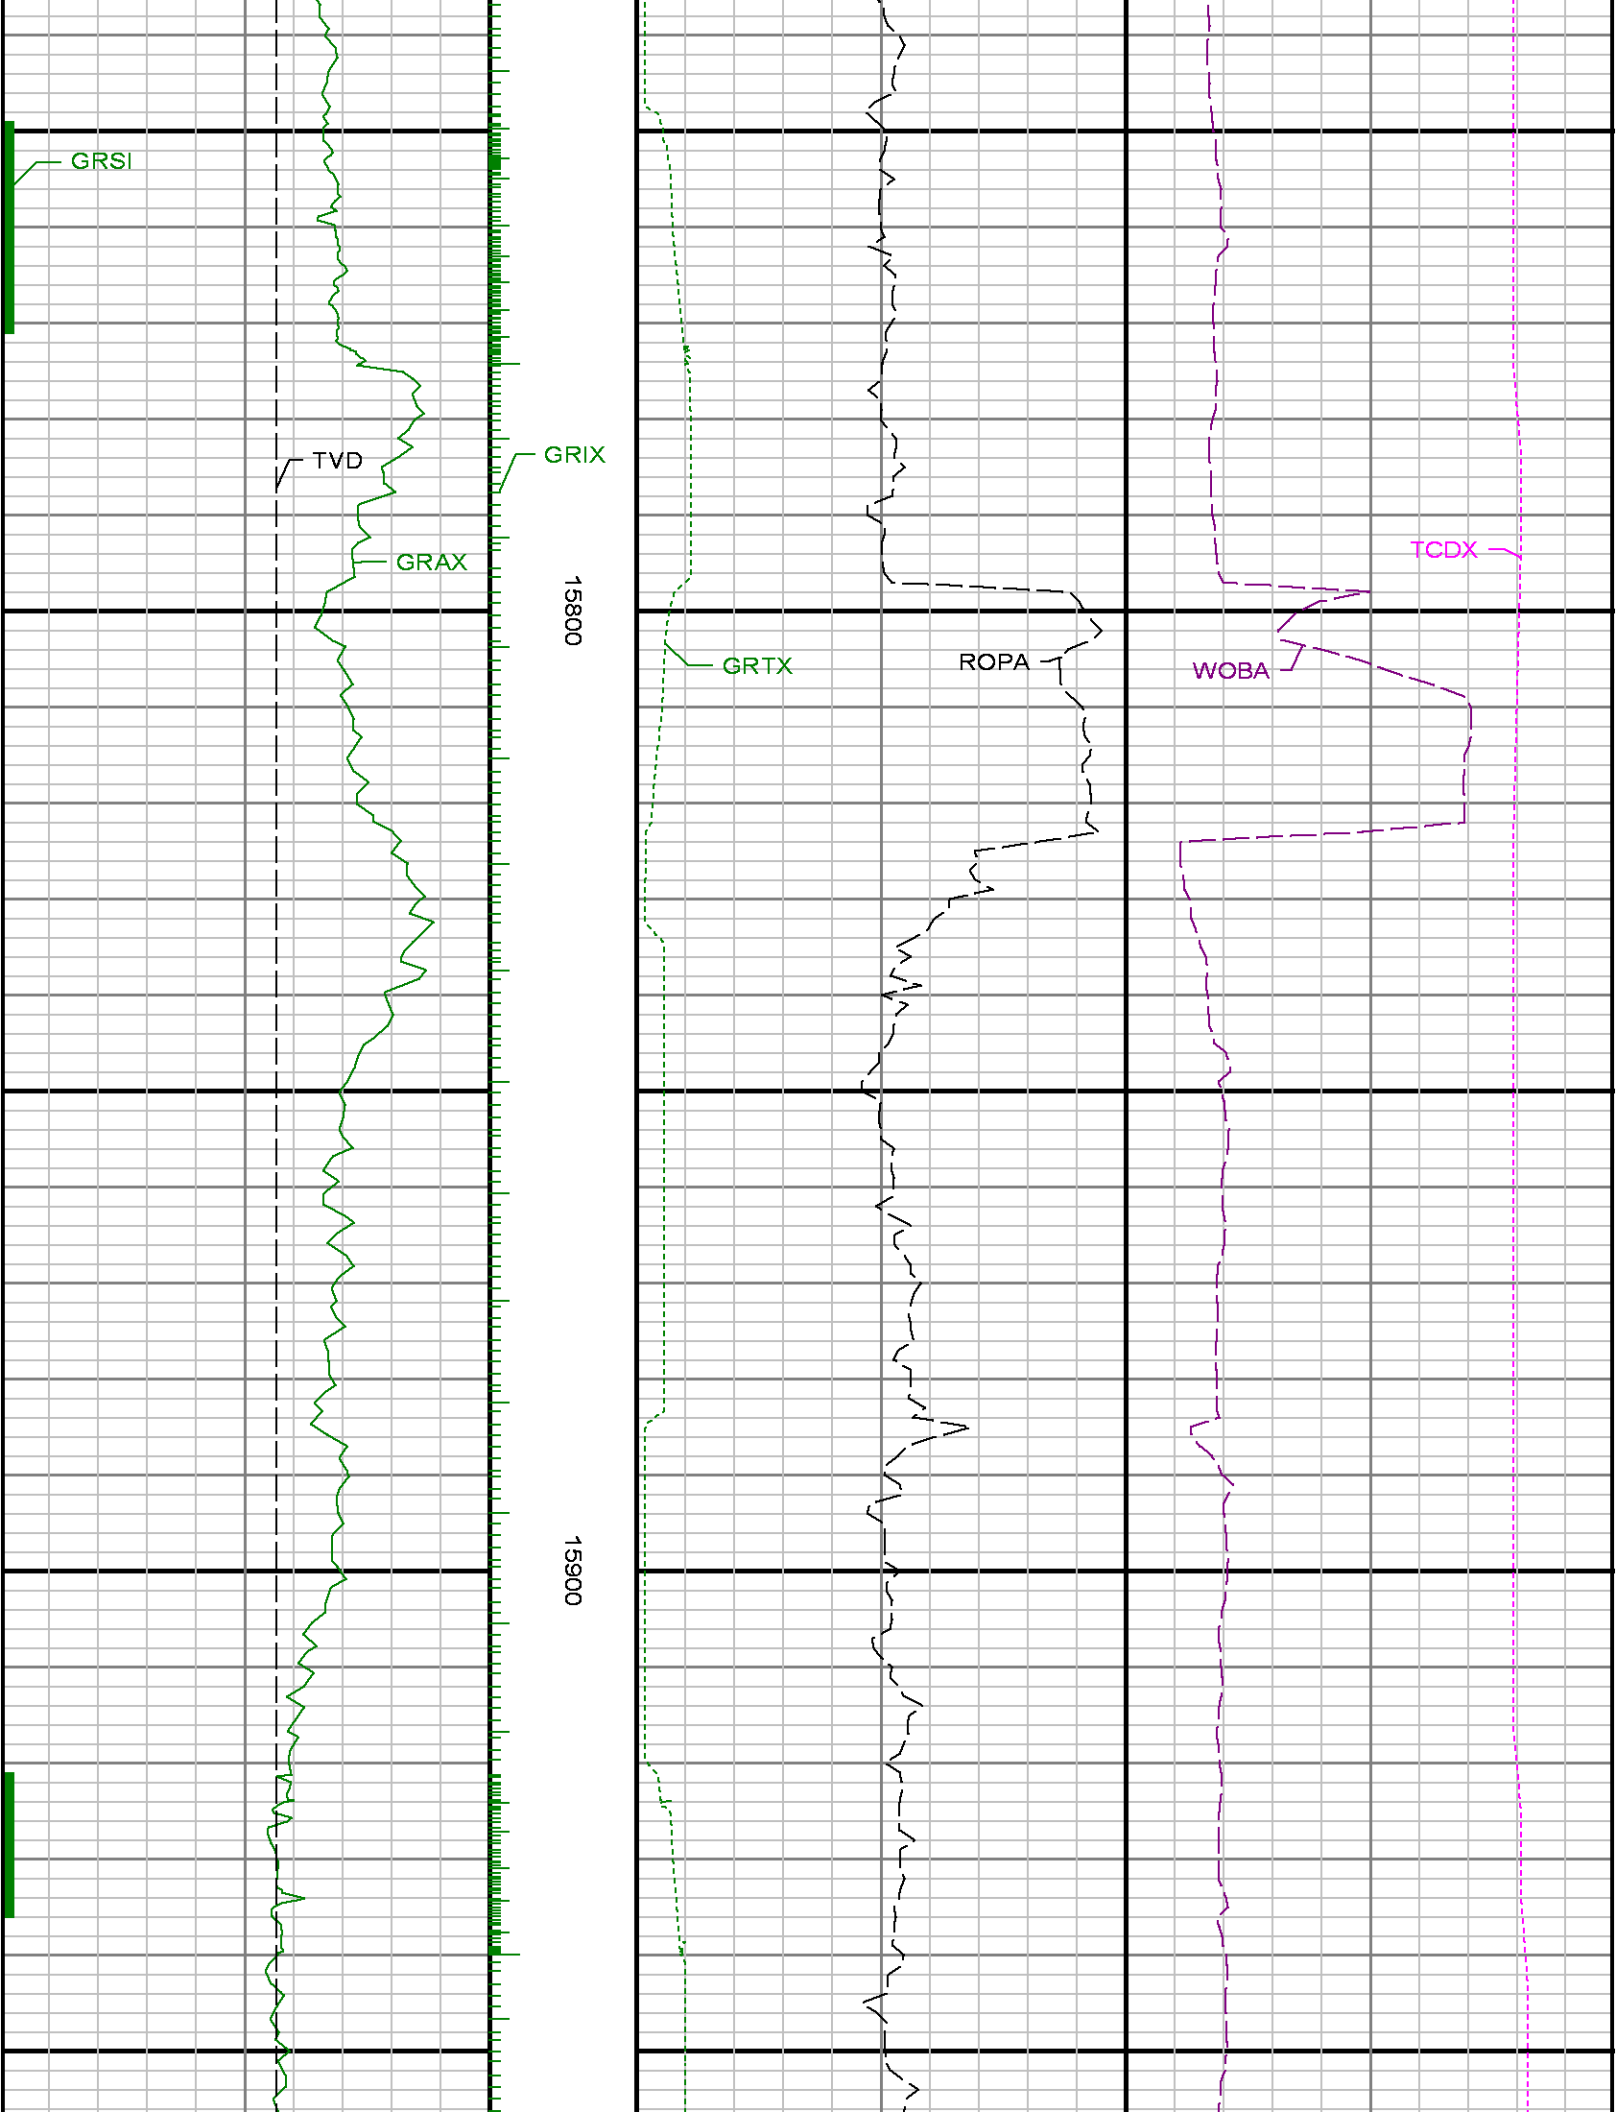 GRSI
GRIX
TVD
TCDX
GRAX
15800
ROPA
GRTX
WOBA
15900